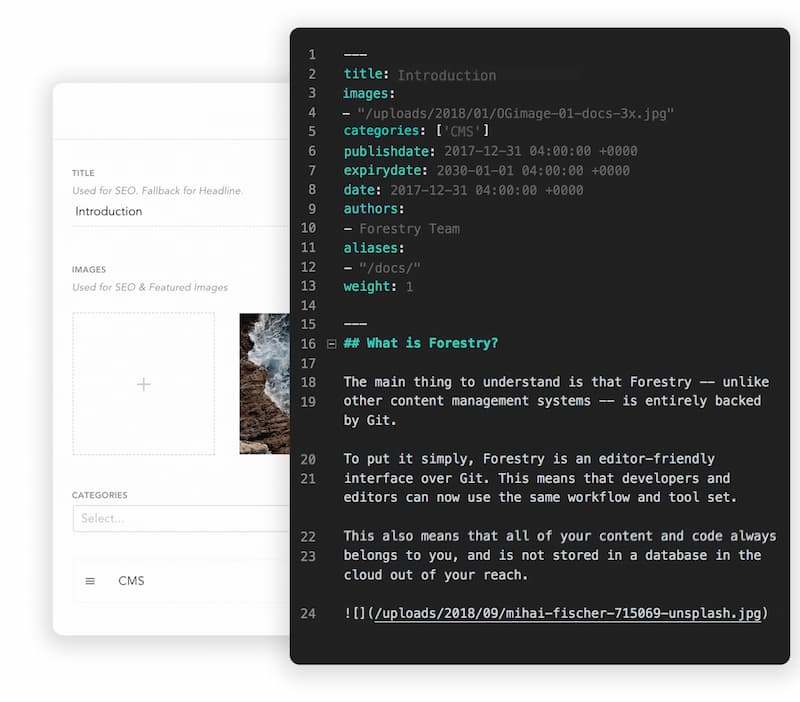 TITLE
Used for SEO. Fallback for Headline.
Introduction
IMAGES
Used for SEO & Featured Images
+
CATEGORIES
Select...
CMS
1 ---
2 title: Introduction
3 images:
4 - "/uploads/2018/01/OGimage-01-docs-3x.jpg"
5 categories: ['CMS']
6 publishdate: 2017-12-31 04:00:00 +0000
7 expirydate: 2030-01-01 04:00:00 +0000
8 date: 2017-12-31 04:00:00 +0000
9 authors:
10 - Forestry Team
11 aliases:
12 - "/docs/"
13 weight: 1
14
15 ---
16 ## What is Forestry?
17
18 The main thing to understand is that Forestry -- unlike
19 other content management systems -- is entirely backed
by Git.
20 To put it simply, Forestry is an editor-friendly
21 interface over Git. This means that developers and
editors can now use the same workflow and tool set.
22 This also means that all of your content and code always
23 belongs to you, and is not stored in a database in the
cloud out of your reach.
24 ![](/uploads/2018/09/mihai-fischer-715069-unsplash.jpg)